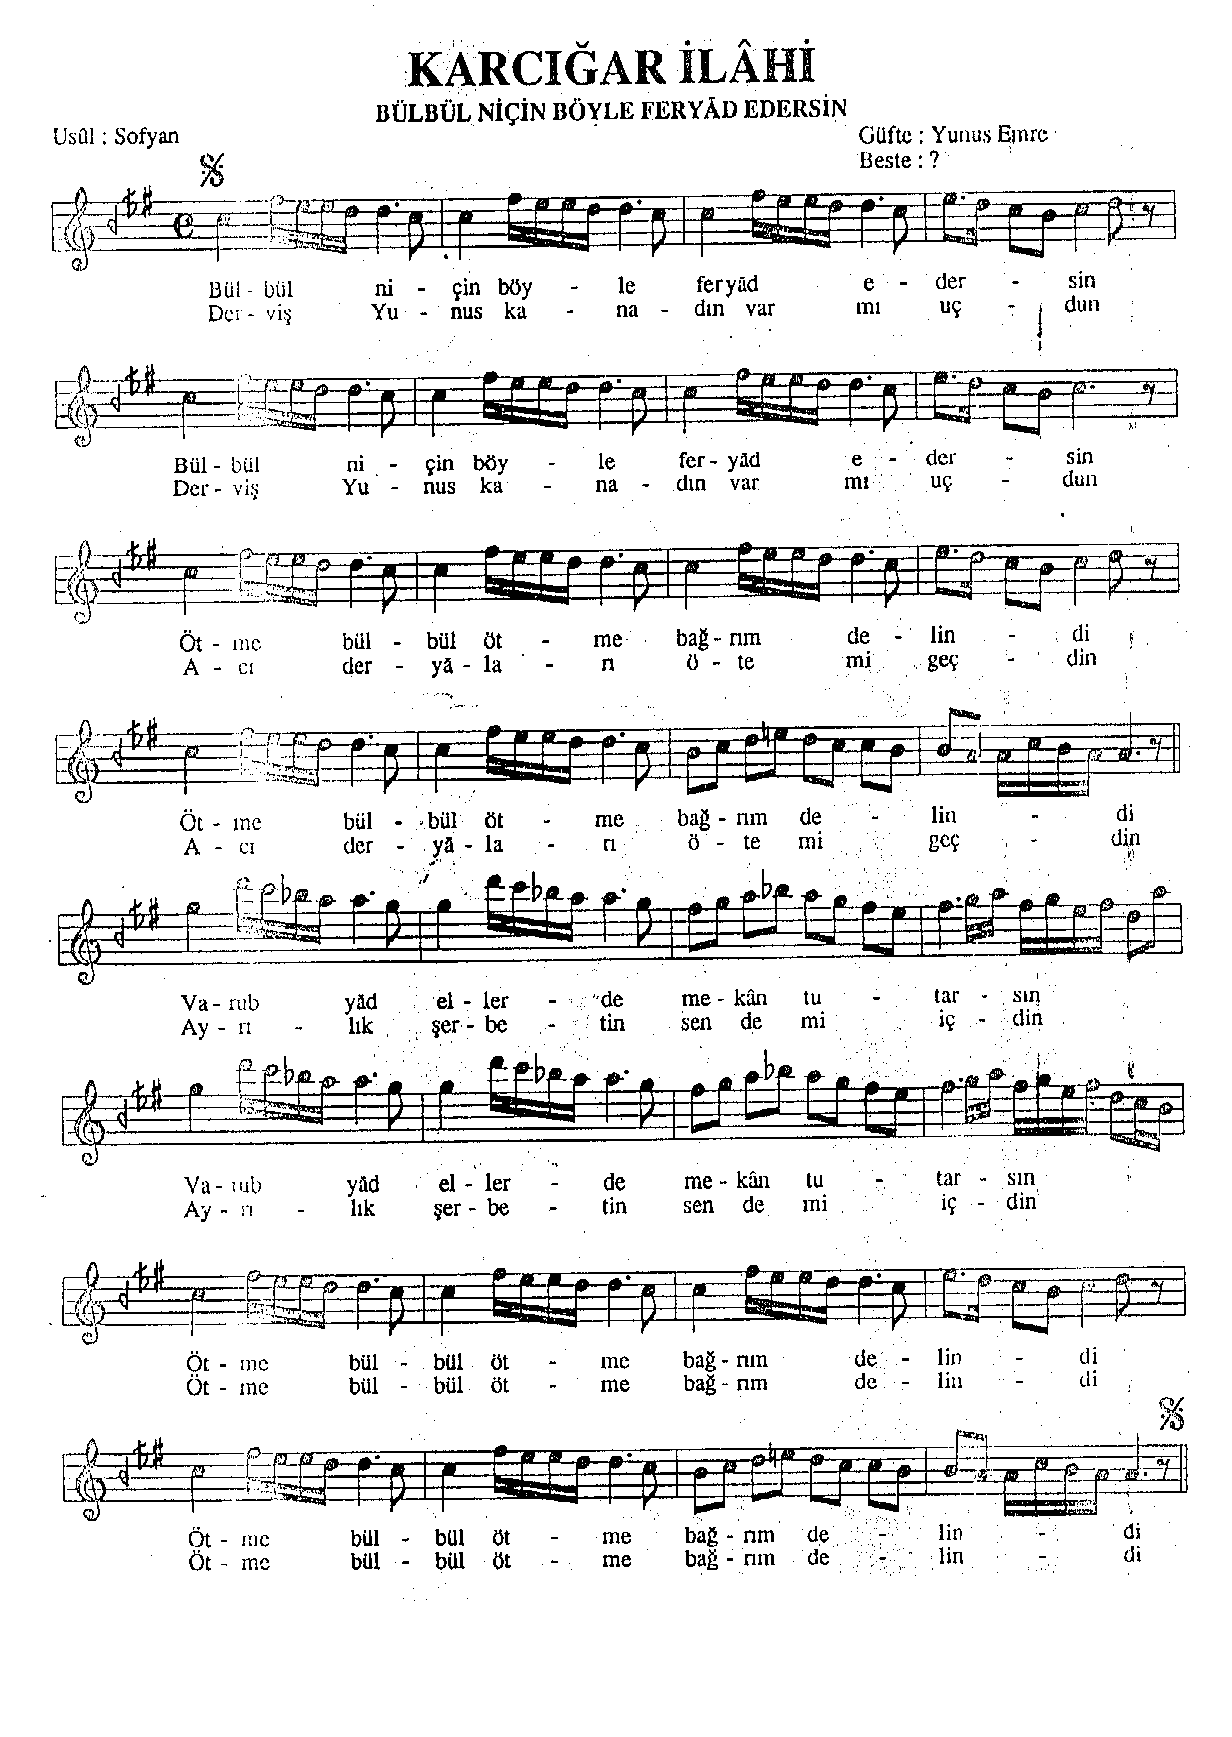 KARCIĞAR İLÂHİ
BÜLBÜL NİÇİN BÖYLE FERYÂD EDERSİN
Usûl : Sofyan
Güfte : Yunus Emre
Beste : ?
Bül - bül ni - çin böy - le feryâd e - der - sin
Der - viş Yu - nus ka - na - dın var mı uç - dun
Bül - bül ni - çin böy - le fer - yâd e - der - sin
Der - viş Yu - nus ka - na - dın var mı uç - dun
Öt - me bül - bül öt - me bağ - rım de - lin - di
A - cı der - yâ - la - rı ö - te mi geç - din
Öt - me bül - bül öt - me bağ - rım de - lin - di
A - cı der - yâ - la - rı ö - te mi geç - din
Va - rub yâd el - ler - de me - kân tu - tar - sın
Ay - rı - lık şer - be - tin sen de mi iç - din
Va - rub yâd el - ler - de me - kân tu - tar - sın
Ay - rı - lık şer - be - tin sen de mi iç - din
Öt - me bül - bül öt - me bağ - rım de - lin - di
Öt - me bül - bül öt - me bağ - rım de - lin - di
Öt - me bül - bül öt - me bağ - rım de - lin - di
Öt - me bül - bül öt - me bağ - rım de - lin - di